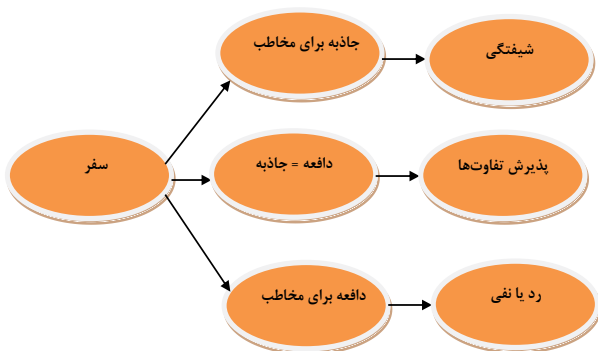 جاذبه برای مخاطب
شیفتگی
سفر
دافعه = جاذبه
پذیرش تفاوت‌ها
دافعه برای مخاطب
رد یا نفی